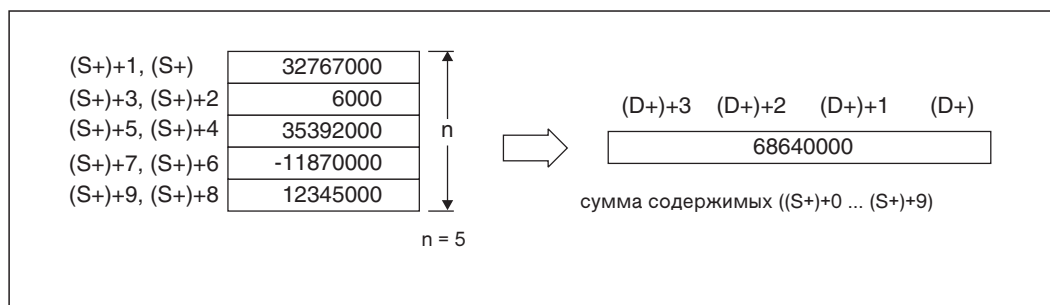 (S+)+1, (S+) 32767000
(S+)+3, (S+)+2 6000
(S+)+5, (S+)+4 35392000
(S+)+7, (S+)+6 -11870000
(S+)+9, (S+)+8 12345000
n
n = 5
(D+)+3 (D+)+2 (D+)+1 (D+)
68640000
сумма содержимых ((S+)+0 ... (S+)+9)